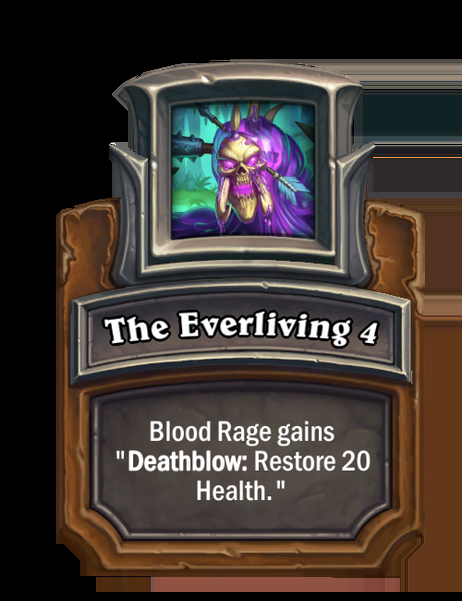 The Everliving 4
Blood Rage gains
"Deathblow: Restore 20
Health."